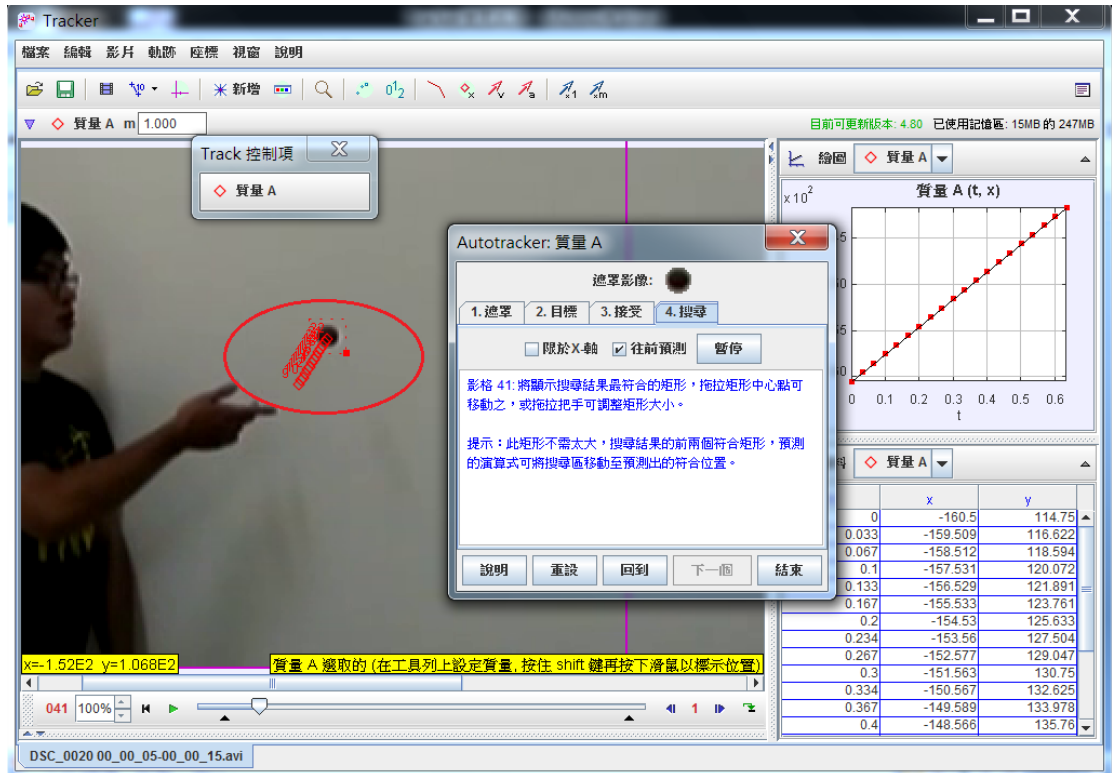 Tracker
檔案 編輯 影片 軌跡 座標 視窗 說明
新增
質量 A m 1.000
目前可更新版本: 4.80 已使用記憶區: 15MB 的 247MB
Track 控制項
質量 A
繪圖 質量 A
x 10²
質量 A (t, x)
0 0.1 0.2 0.3 0.4 0.5 0.6
t
Autotracker: 質量 A
遮罩影像:
1. 遮罩 2. 目標 3. 接受 4. 搜尋
限於X-軸 往前預測 暫停
影格 41: 將顯示搜尋結果最符合的矩形，拖拉矩形中心點可
移動之，或拖拉把手可調整矩形大小。
提示：此矩形不需太大，搜尋結果的前兩個符合矩形，預測
的演算式可將搜尋區移動至預測出的符合位置。
說明 重設 回到 下一個 結束
質量 A
x y
0 -160.5 114.75
0.033 -159.509 116.622
0.067 -158.512 118.594
0.1 -157.531 120.072
0.133 -156.529 121.891
0.167 -155.533 123.761
0.2 -154.53 125.633
0.234 -153.56 127.504
0.267 -152.577 129.047
0.3 -151.563 130.75
0.334 -150.567 132.625
0.367 -149.589 133.978
0.4 -148.566 135.76
x=-1.52E2 y=1.068E2
質量 A 選取的 (在工具列上設定質量, 按住 shift 鍵再按下滑鼠以標示位置)
041 100% 1
DSC_0020 00_00_05-00_00_15.avi